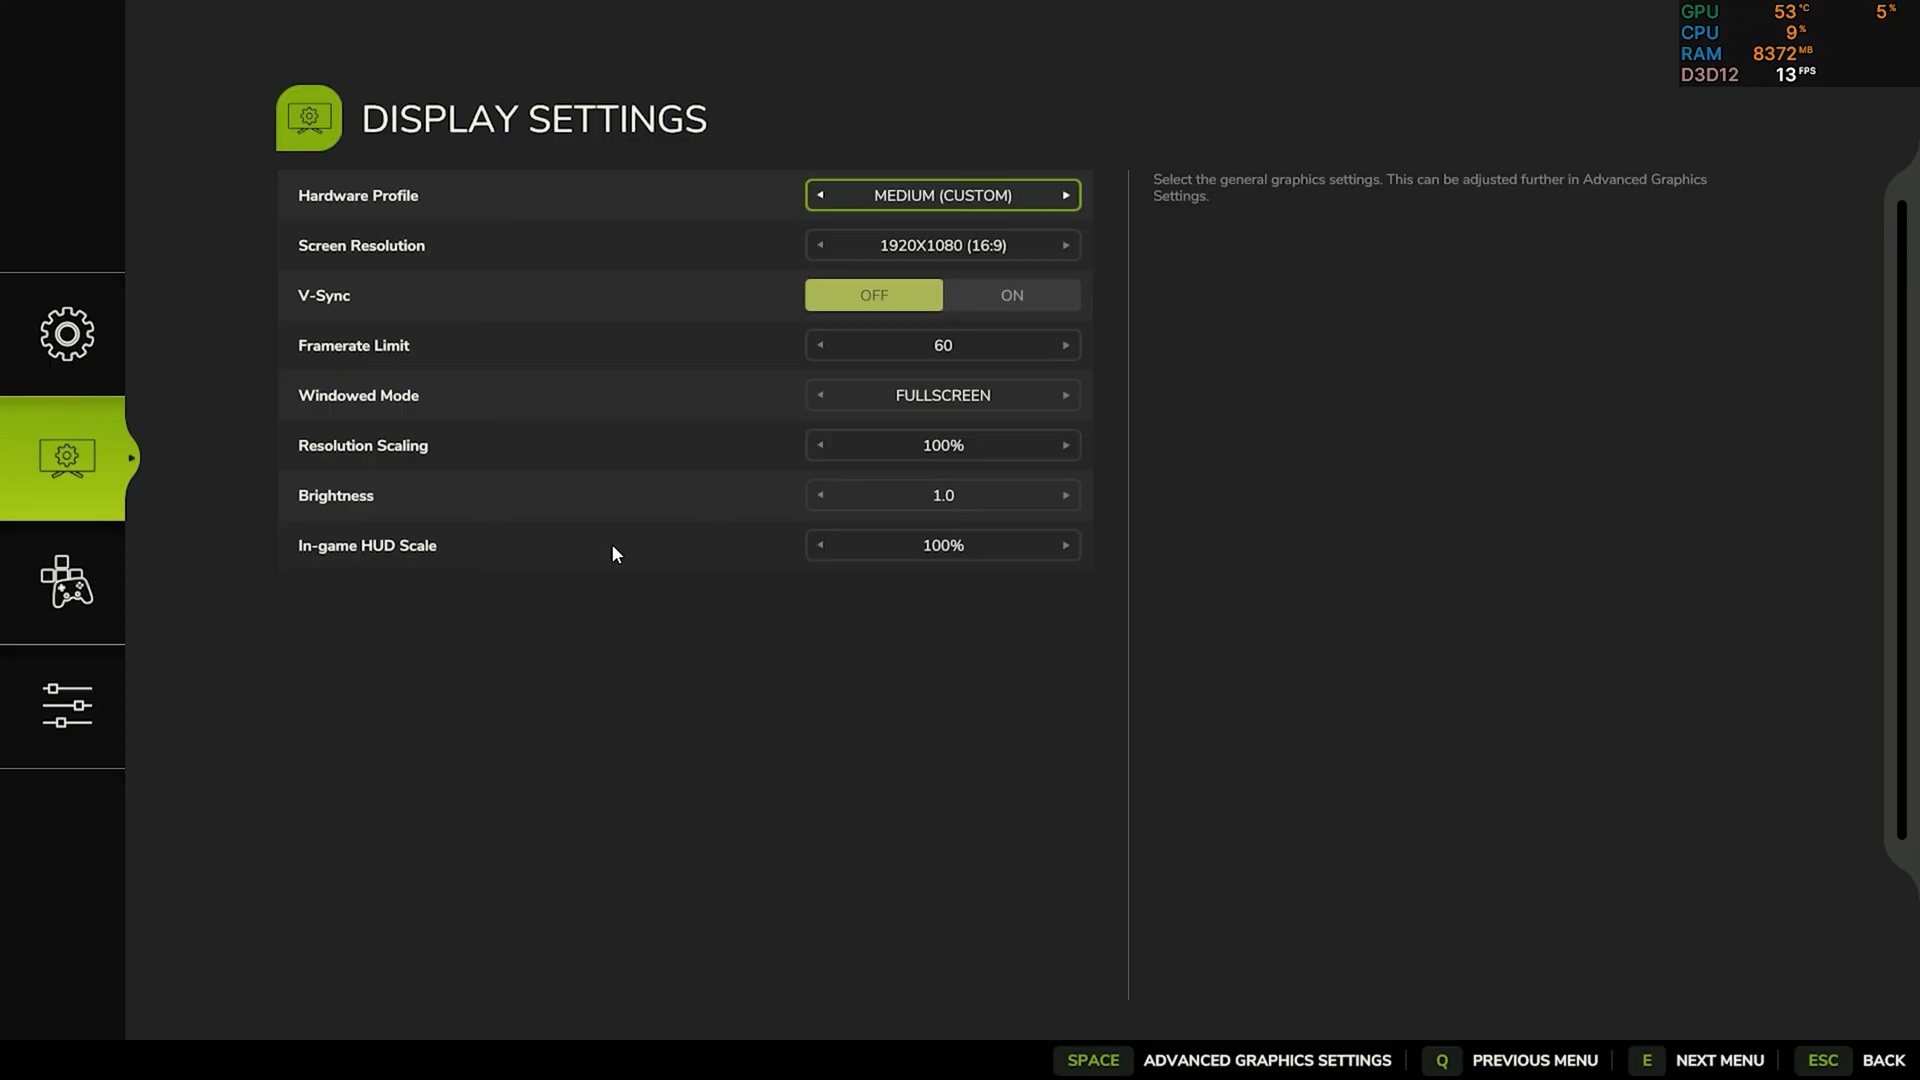 GPU 53°C 5%
CPU 9%
RAM 8372MB
D3D12 13FPS
DISPLAY SETTINGS
Hardware Profile MEDIUM (CUSTOM)
Screen Resolution 1920X1080 (16:9)
V-Sync OFF ON
Framerate Limit 60
Windowed Mode FULLSCREEN
Resolution Scaling 100%
Brightness 1.0
In-game HUD Scale 100%
Select the general graphics settings. This can be adjusted further in Advanced Graphics
Settings.
SPACE ADVANCED GRAPHICS SETTINGS Q PREVIOUS MENU E NEXT MENU ESC BACK